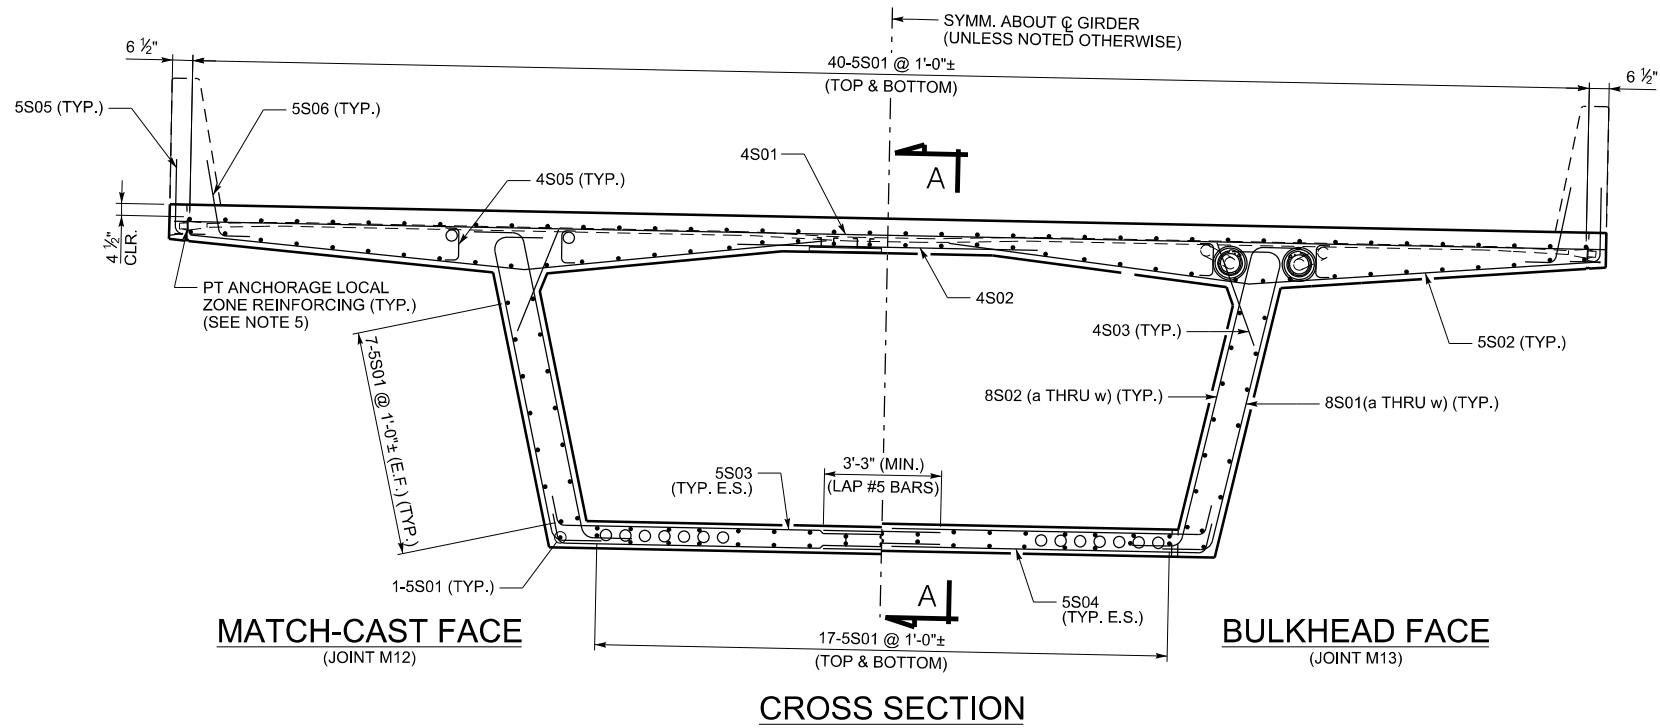 SYMM. ABOUT ℄ GIRDER
(UNLESS NOTED OTHERWISE)
6 ½"
40-5S01 @ 1'-0"±
(TOP & BOTTOM)
6 ½"
5S05 (TYP.)
5S06 (TYP.)
4S01
A
4S05 (TYP.)
4 ½"
CLR.
PT ANCHORAGE LOCAL
ZONE REINFORCING (TYP.)
(SEE NOTE 5)
4S02
4S03 (TYP.)
5S02 (TYP.)
7-5S01 @ 1'-0"± (E.F.) (TYP.)
8S02 (a THRU w) (TYP.)
8S01(a THRU w) (TYP.)
5S03
(TYP. E.S.)
3'-3" (MIN.)
(LAP #5 BARS)
1-5S01 (TYP.)
A
5S04
(TYP. E.S.)
MATCH-CAST FACE
(JOINT M12)
17-5S01 @ 1'-0"±
(TOP & BOTTOM)
BULKHEAD FACE
(JOINT M13)
CROSS SECTION